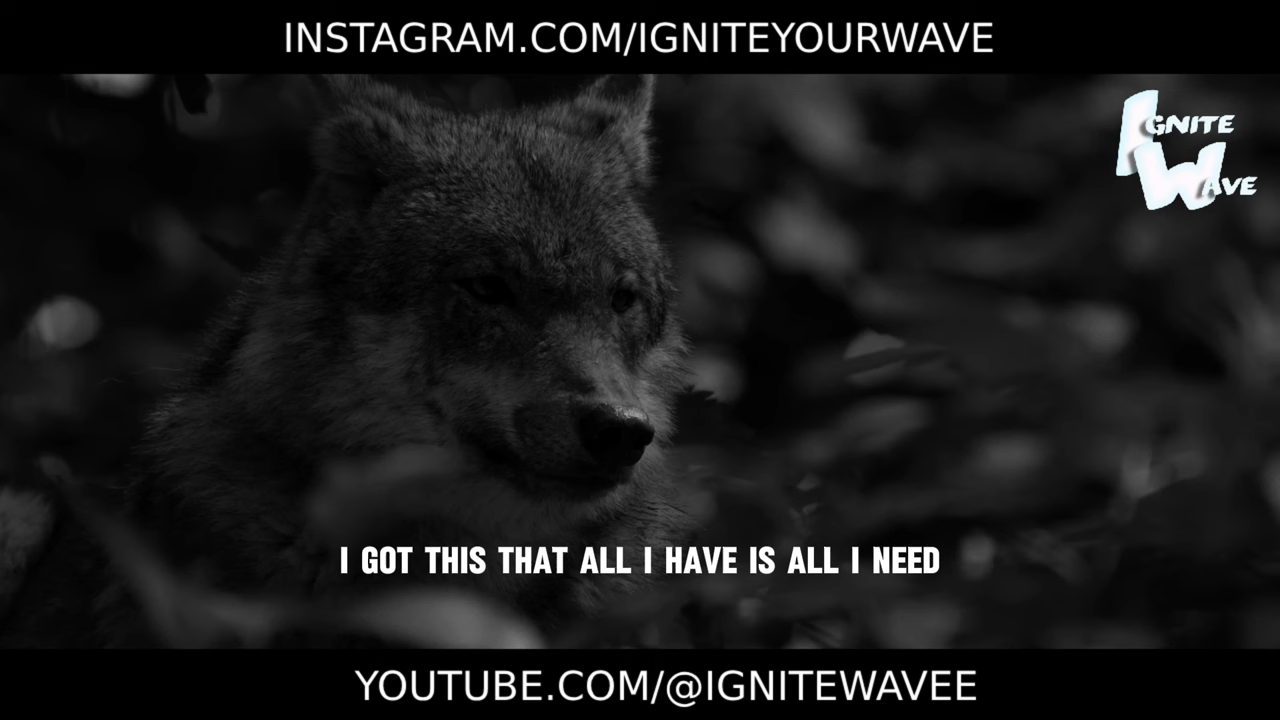 INSTAGRAM.COM/IGNITEYOURWAVE
IGNITE
WAVE
I GOT THIS THAT ALL I HAVE IS ALL I NEED
YOUTUBE.COM/@IGNITEWAVEE